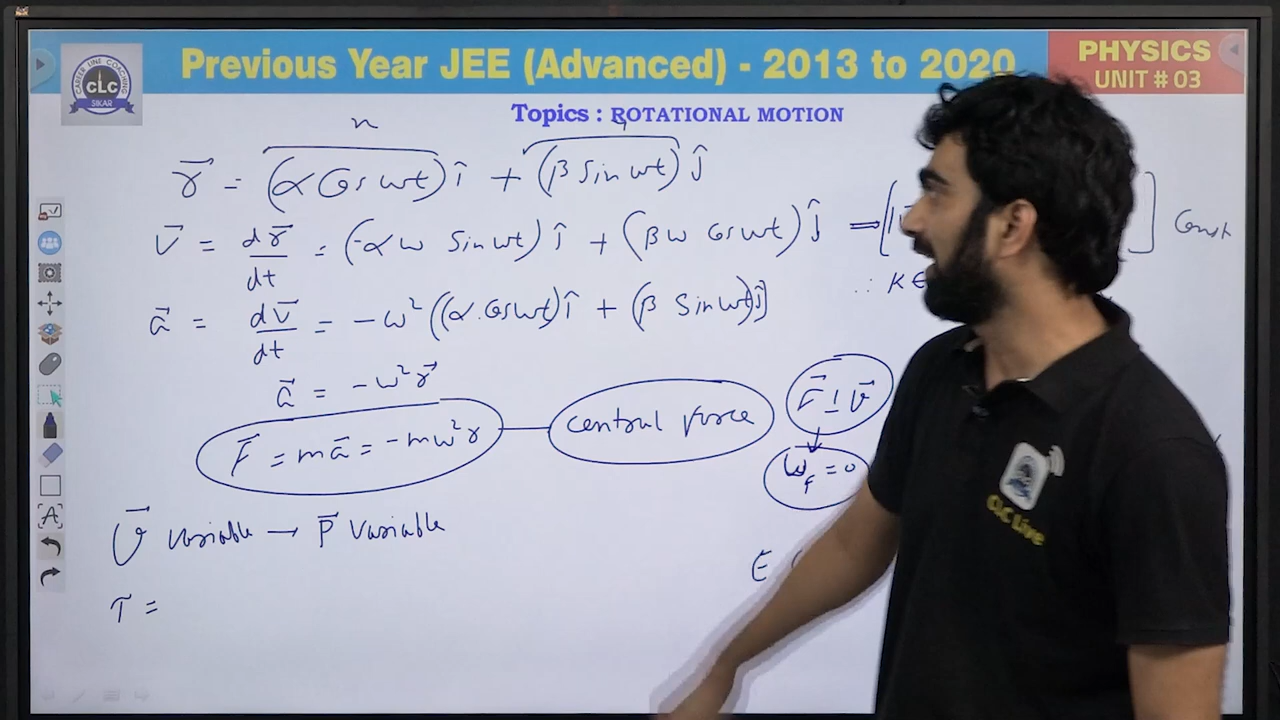 Previous Year JEE (Advanced) - 2013 to 2020
PHYSICS
UNIT # 03
CAREER LINE COACHING
CLC
SIKAR
Topics : ROTATIONAL MOTION
r⃗ = (α Cos ωt) î + (β Sin ωt) ĵ
v⃗ = dr⃗/dt = (-αω Sin ωt) î + (βω Cos ωt) ĵ ⇒ [|v⃗ ] Const
∴ K E
a⃗ = dv⃗/dt = -ω² ((α. Cos ωt) î + (β Sin ωt) ĵ)
a⃗ = -ω² r⃗
F⃗ = m a⃗ = -mω² r
central force
F⃗ ⊥ v⃗
W_F = 0
v⃗ variable → P⃗ variable
E
τ =
CLC Live